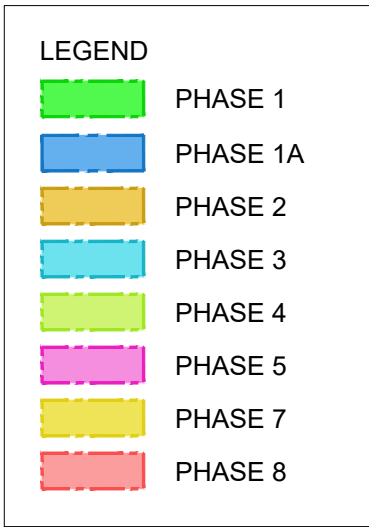 LEGEND
PHASE 1
PHASE 1A
PHASE 2
PHASE 3
PHASE 4
PHASE 5
PHASE 7
PHASE 8